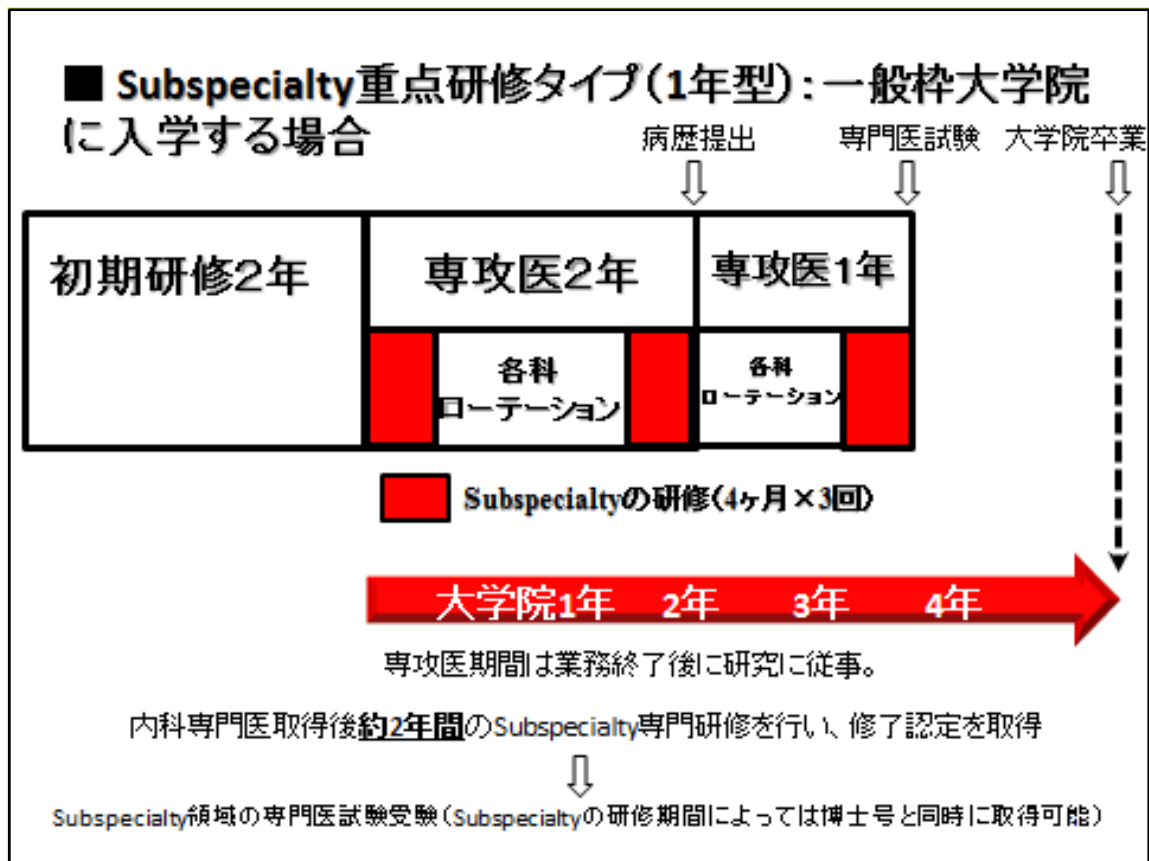 ■ Subspecialty重点研修タイプ（1年型）：一般枠大学院
に入学する場合
病歴提出
専門医試験
大学院卒業
初期研修2年
専攻医2年
専攻医1年
各科
ローテーション
各科
ローテーション
Subspecialtyの研修（4ヶ月×3回）
大学院1年 2年 3年 4年
専攻医期間は業務終了後に研究に従事。
内科専門医取得後約2年間のSubspecialty専門研修を行い、修了認定を取得
Subspecialty領域の専門医試験受験（Subspecialtyの研修期間によっては博士号と同時に取得可能）